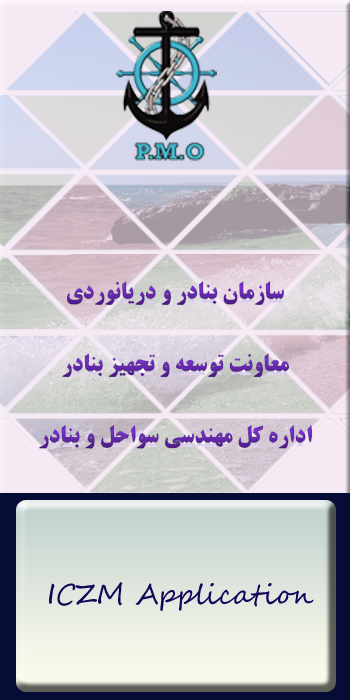 P.M.O
سازمان بنادر و دریانوردی
معاونت توسعه و تجهیز بنادر
اداره کل مهندسی سواحل و بنادر
ICZM Application